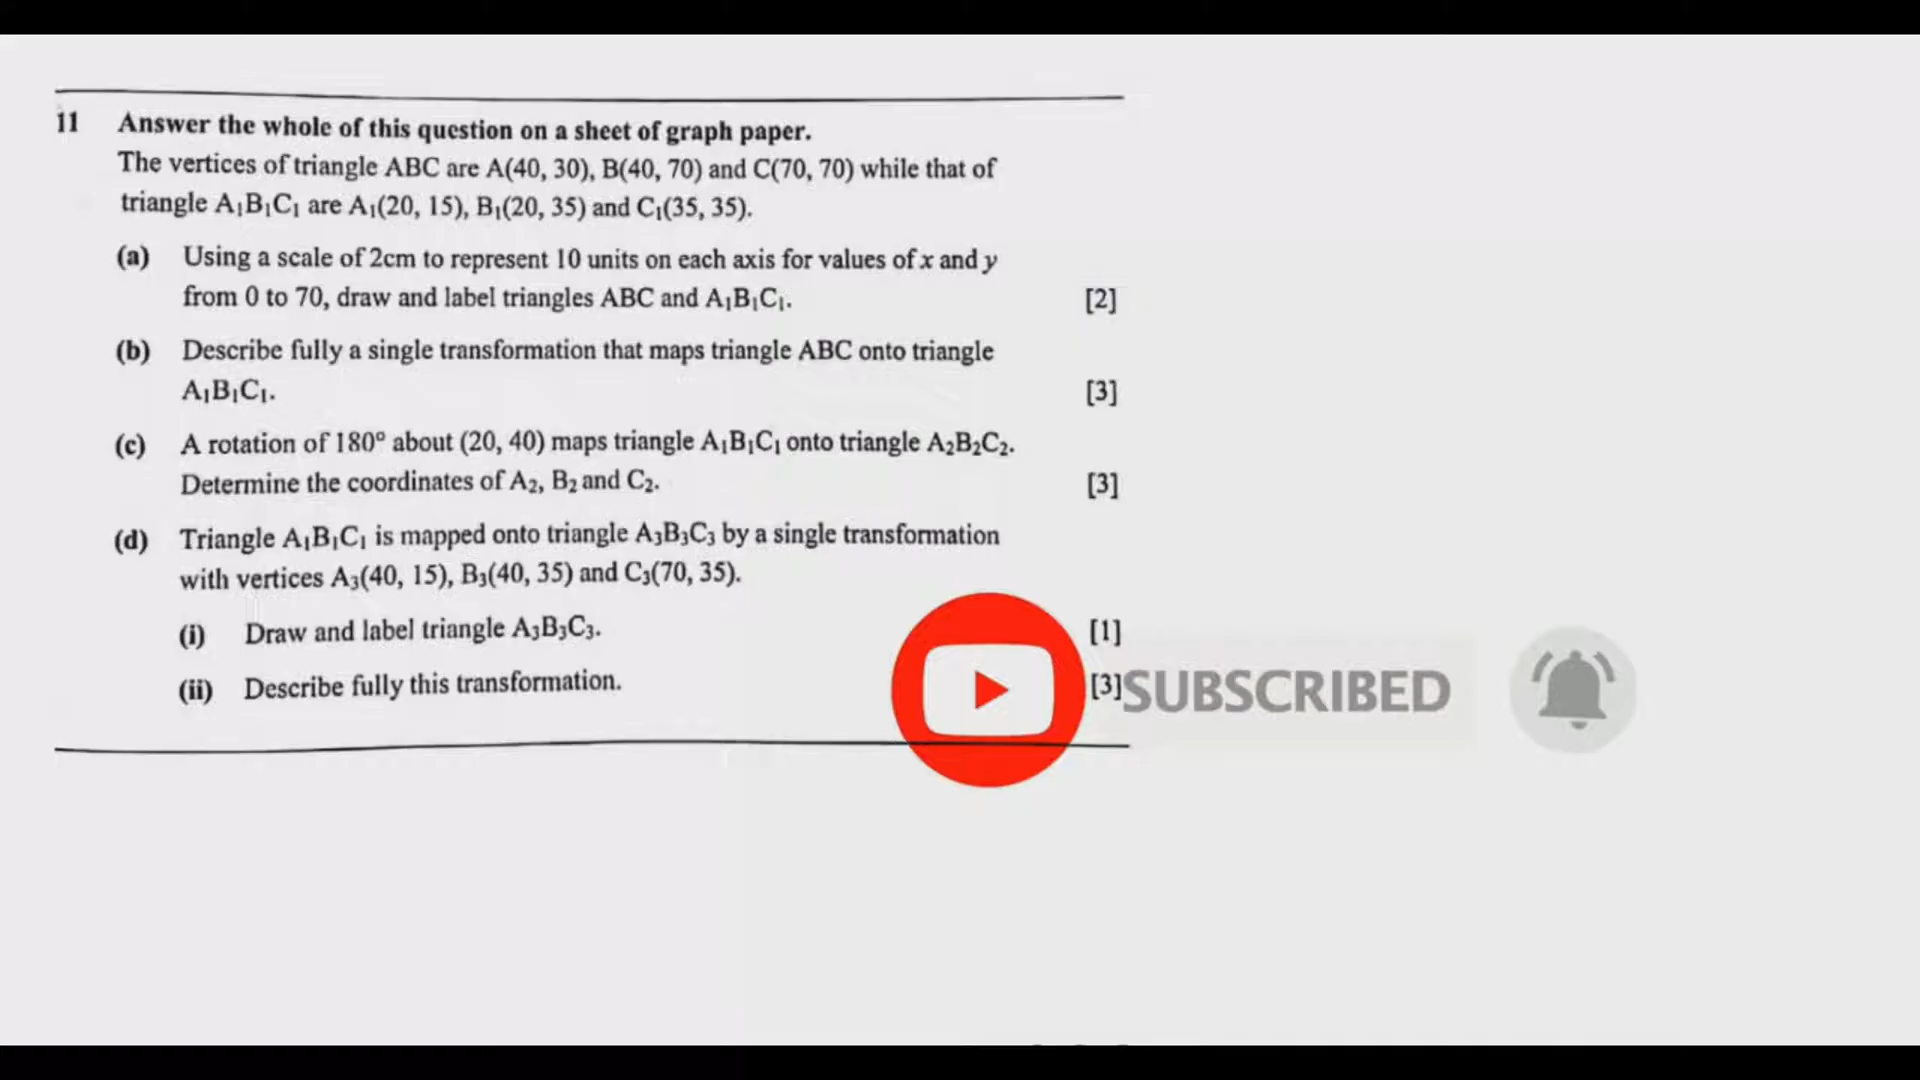 11 Answer the whole of this question on a sheet of graph paper.
The vertices of triangle ABC are A(40, 30), B(40, 70) and C(70, 70) while that of
triangle A₁B₁C₁ are A₁(20, 15), B₁(20, 35) and C₁(35, 35).
(a) Using a scale of 2cm to represent 10 units on each axis for values of x and y
from 0 to 70, draw and label triangles ABC and A₁B₁C₁. [2]
(b) Describe fully a single transformation that maps triangle ABC onto triangle
A₁B₁C₁. [3]
(c) A rotation of 180° about (20, 40) maps triangle A₁B₁C₁ onto triangle A₂B₂C₂.
Determine the coordinates of A₂, B₂ and C₂. [3]
(d) Triangle A₁B₁C₁ is mapped onto triangle A₃B₃C₃ by a single transformation
with vertices A₃(40, 15), B₃(40, 35) and C₃(70, 35).
(i) Draw and label triangle A₃B₃C₃. [1]
(ii) Describe fully this transformation. [3]
SUBSCRIBED